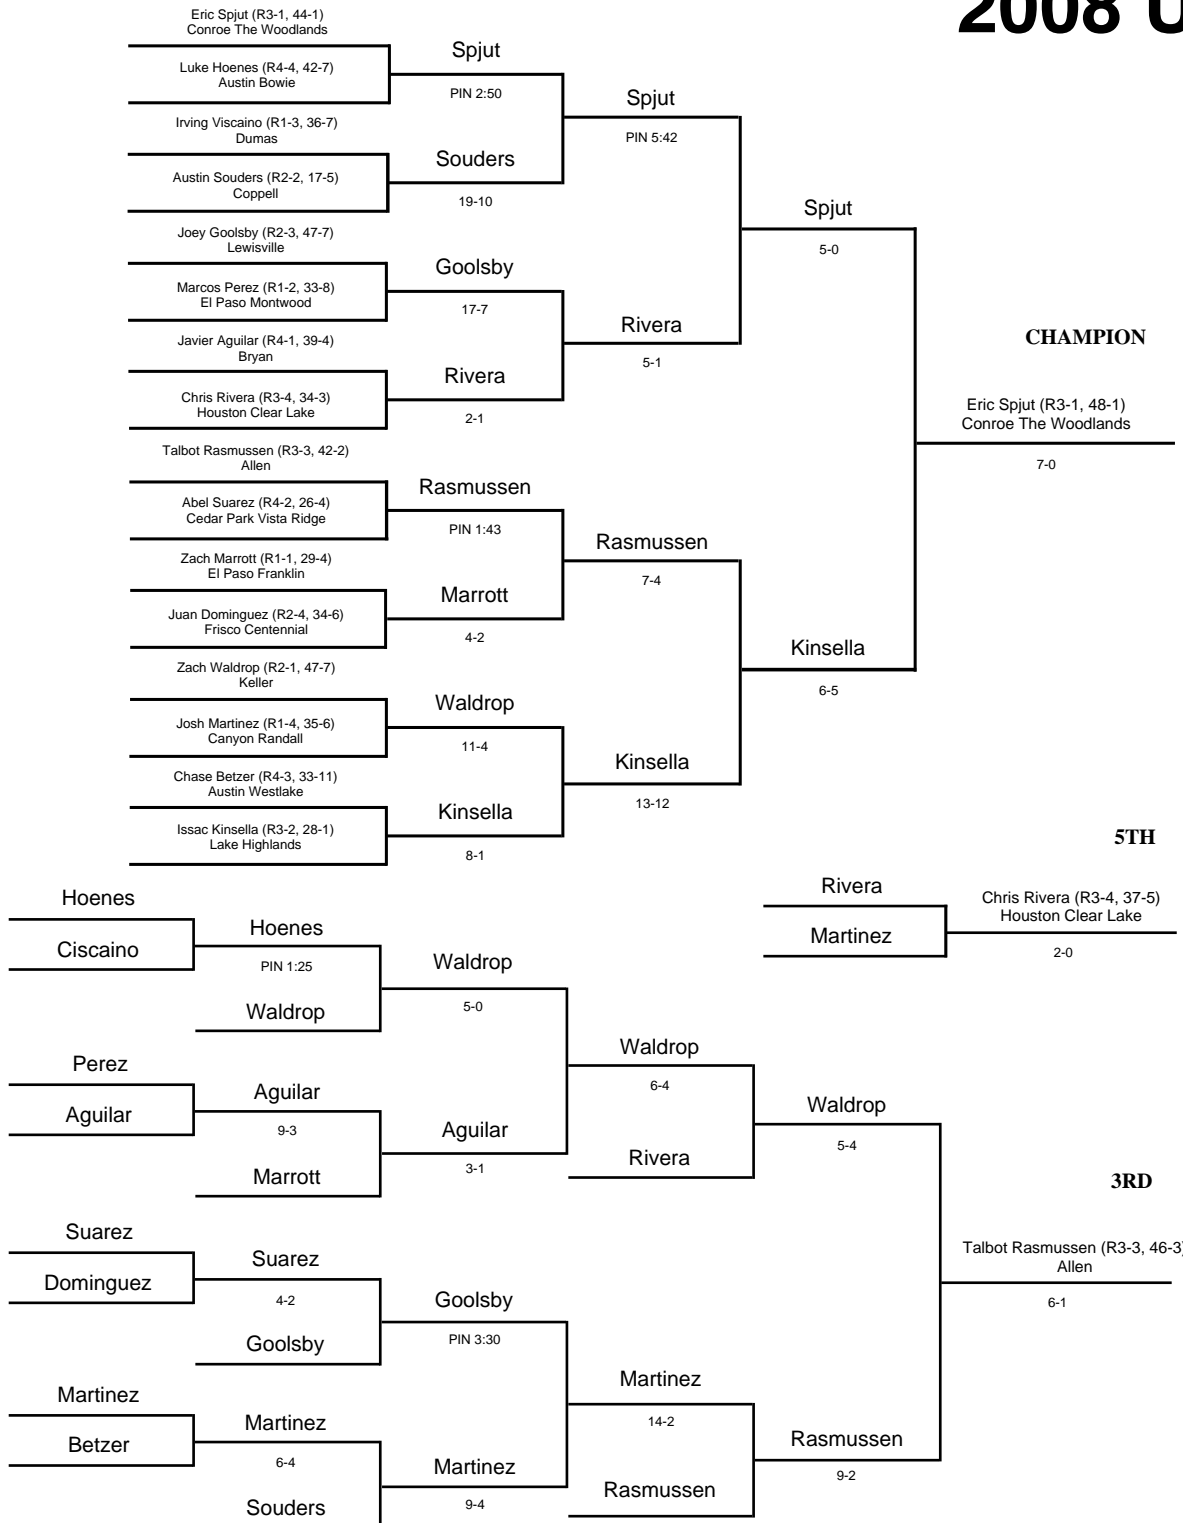 2008 U
Eric Spjut (R3-1, 44-1)
Conroe The Woodlands
Luke Hoenes (R4-4, 42-7)
Austin Bowie
Spjut
PIN 2:50
Irving Viscaino (R1-3, 36-7)
Dumas
Austin Souders (R2-2, 17-5)
Coppell
Souders
19-10
Spjut
PIN 5:42
Joey Goolsby (R2-3, 47-7)
Lewisville
Marcos Perez (R1-2, 33-8)
El Paso Montwood
Goolsby
17-7
Javier Aguilar (R4-1, 39-4)
Bryan
Chris Rivera (R3-4, 34-3)
Houston Clear Lake
Rivera
2-1
Rivera
5-1
Spjut
5-0
Talbot Rasmussen (R3-3, 42-2)
Allen
Abel Suarez (R4-2, 26-4)
Cedar Park Vista Ridge
Rasmussen
PIN 1:43
Zach Marrott (R1-1, 29-4)
El Paso Franklin
Juan Dominguez (R2-4, 34-6)
Frisco Centennial
Marrott
4-2
Rasmussen
7-4
Zach Waldrop (R2-1, 47-7)
Keller
Josh Martinez (R1-4, 35-6)
Canyon Randall
Waldrop
11-4
Chase Betzer (R4-3, 33-11)
Austin Westlake
Issac Kinsella (R3-2, 28-1)
Lake Highlands
Kinsella
8-1
Kinsella
13-12
Kinsella
6-5
CHAMPION
Eric Spjut (R3-1, 48-1)
Conroe The Woodlands
7-0
5TH
Rivera
Martinez
Chris Rivera (R3-4, 37-5)
Houston Clear Lake
2-0
Hoenes
Ciscaino
Hoenes
PIN 1:25
Waldrop
Waldrop
5-0
Perez
Aguilar
Aguilar
9-3
Marrott
Aguilar
3-1
Waldrop
6-4
Rivera
Waldrop
5-4
Suarez
Dominguez
Suarez
4-2
Goolsby
Goolsby
PIN 3:30
Martinez
Betzer
Martinez
6-4
Souders
Martinez
9-4
Martinez
14-2
Rasmussen
Rasmussen
9-2
3RD
Talbot Rasmussen (R3-3, 46-3)
Allen
6-1